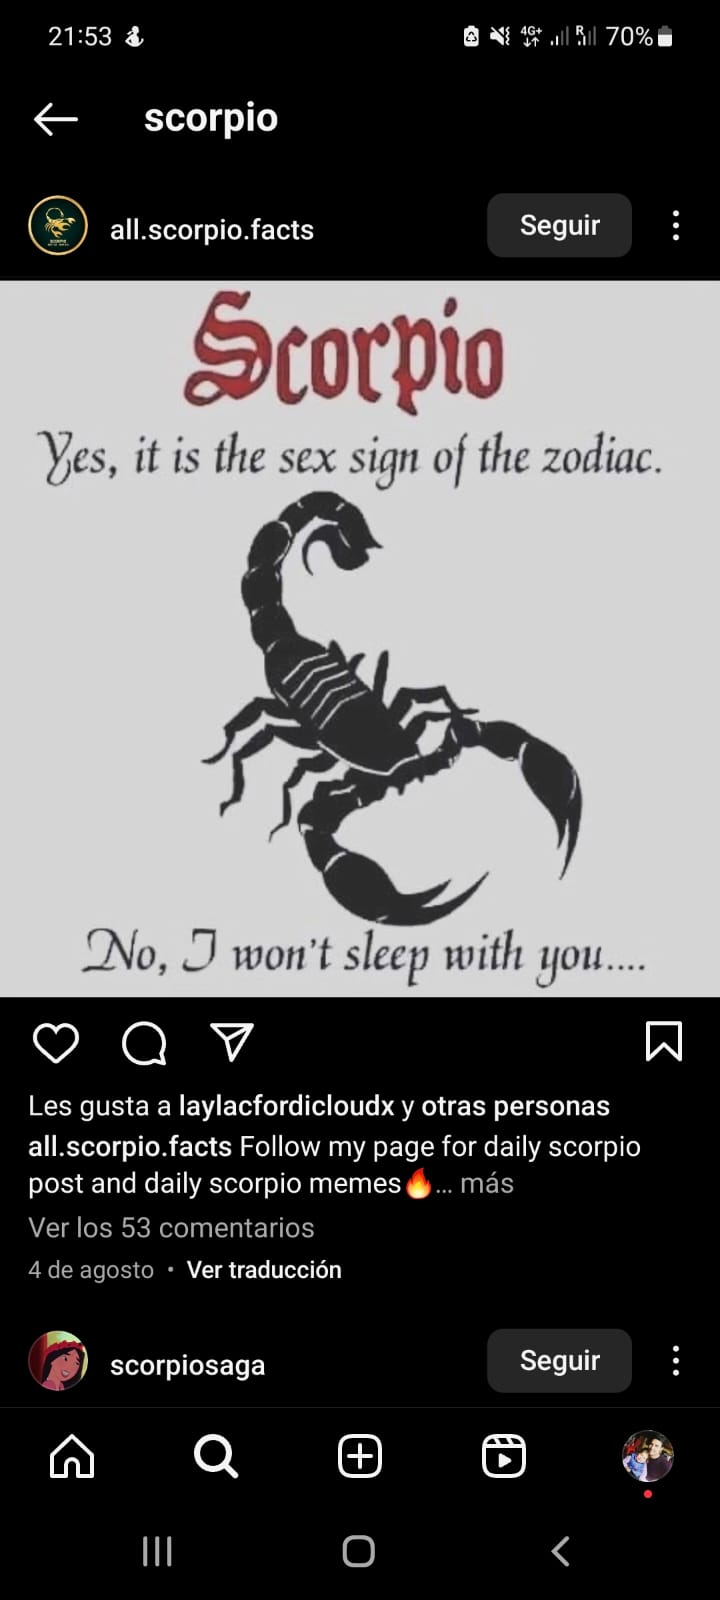 21:53
4G+ R 70%
scorpio
all.scorpio.facts Seguir
Scorpio
Yes, it is the sex sign of the zodiac.
No, I won't sleep with you....
Les gusta a laylacfordicloudx y otras personas
all.scorpio.facts Follow my page for daily scorpio
post and daily scorpio memes🔥... más
Ver los 53 comentarios
4 de agosto • Ver traducción
scorpiosaga Seguir